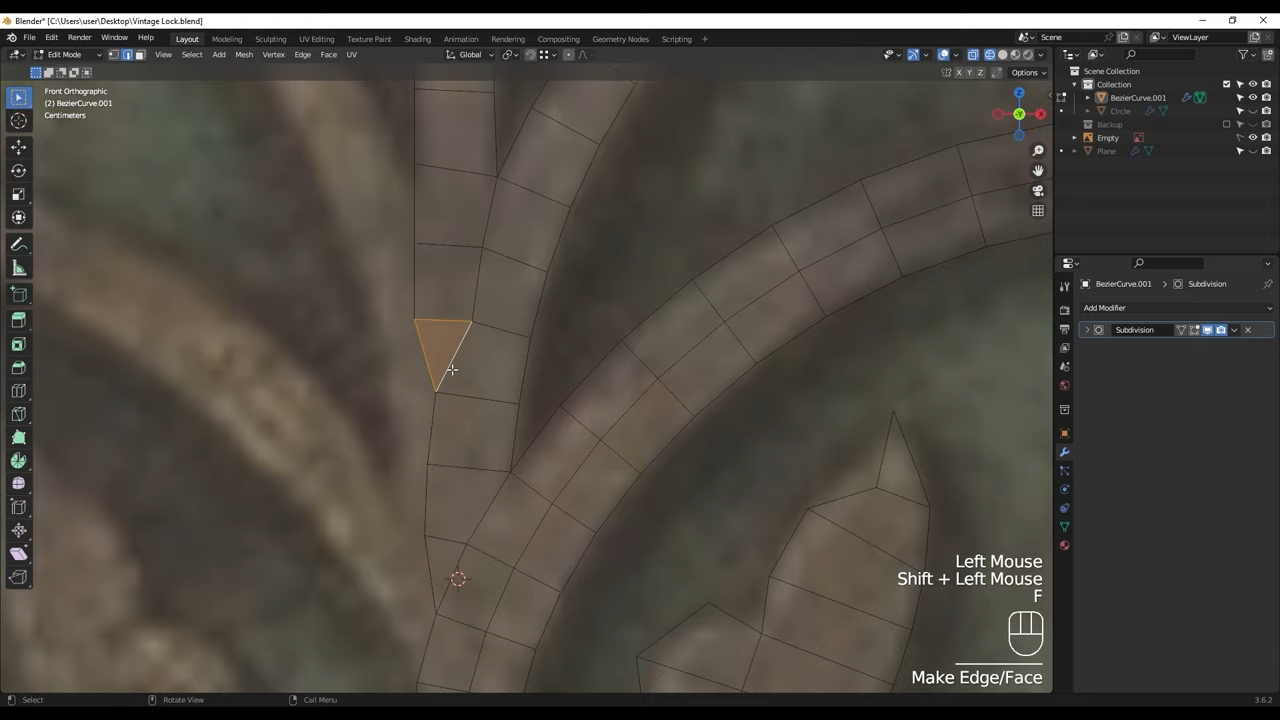 Blender* [C:\Users\user\Desktop\Vintage Lock.blend]
File Edit Render Window Help Layout Modeling Sculpting UV Editing Texture Paint Shading Animation Rendering Compositing Geometry Nodes Scripting + Scene ViewLayer
Edit Mode View Select Add Mesh Vertex Edge Face UV Global
X Y Z Options
Front Orthographic
(2) BezierCurve.001
Centimeters
Scene Collection
Collection
BezierCurve.001
Circle
Backup
Empty
Plane
Z
-Y
X
BezierCurve.001 > Subdivision
Add Modifier
Subdivision
Left Mouse
Shift + Left Mouse
F
Make Edge/Face
Select Rotate View Call Menu 3.6.2